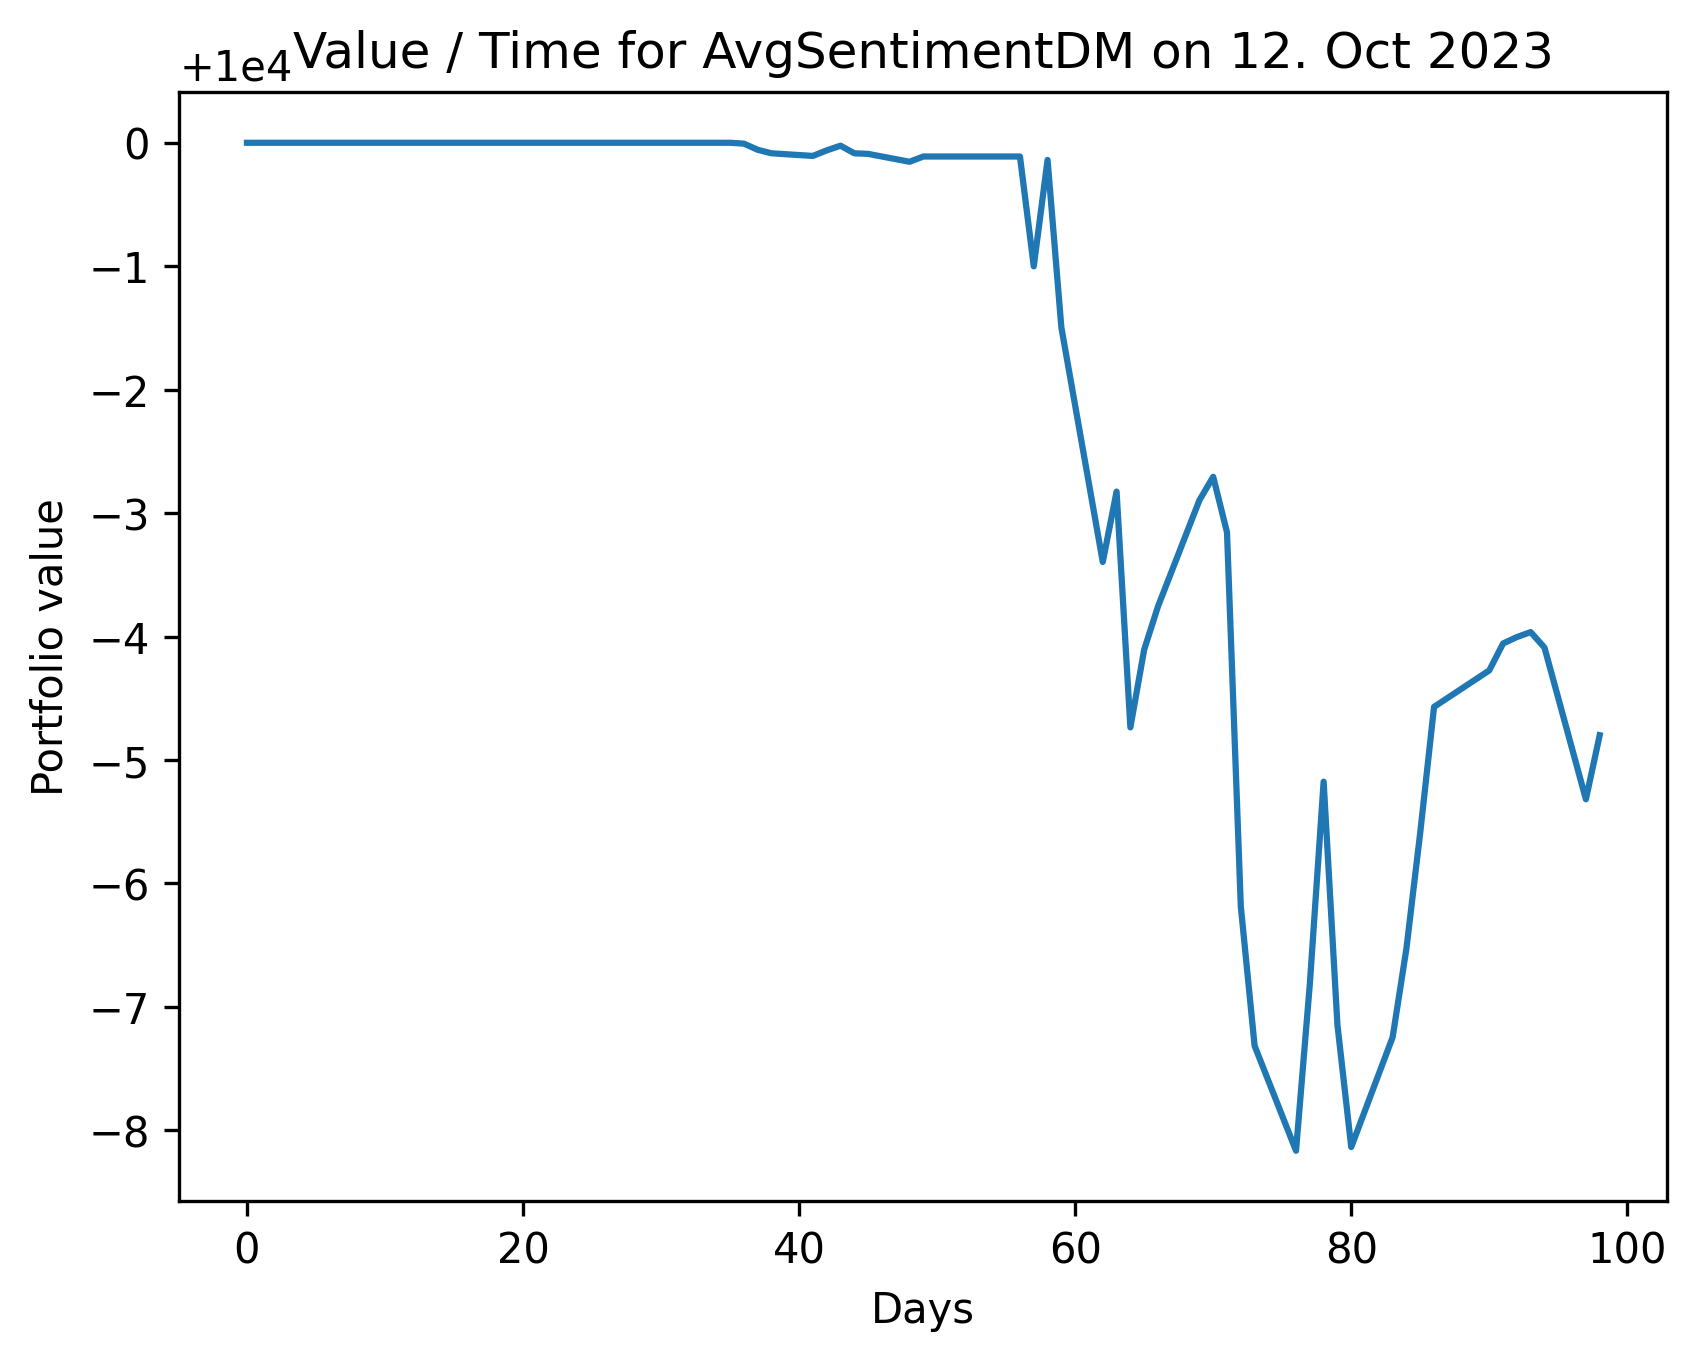 Value / Time for AvgSentimentDM on 12. Oct 2023
+1e4
0
−1
−2
−3
−4
−5
−6
−7
−8
Portfolio value
0 20 40 60 80 100
Days